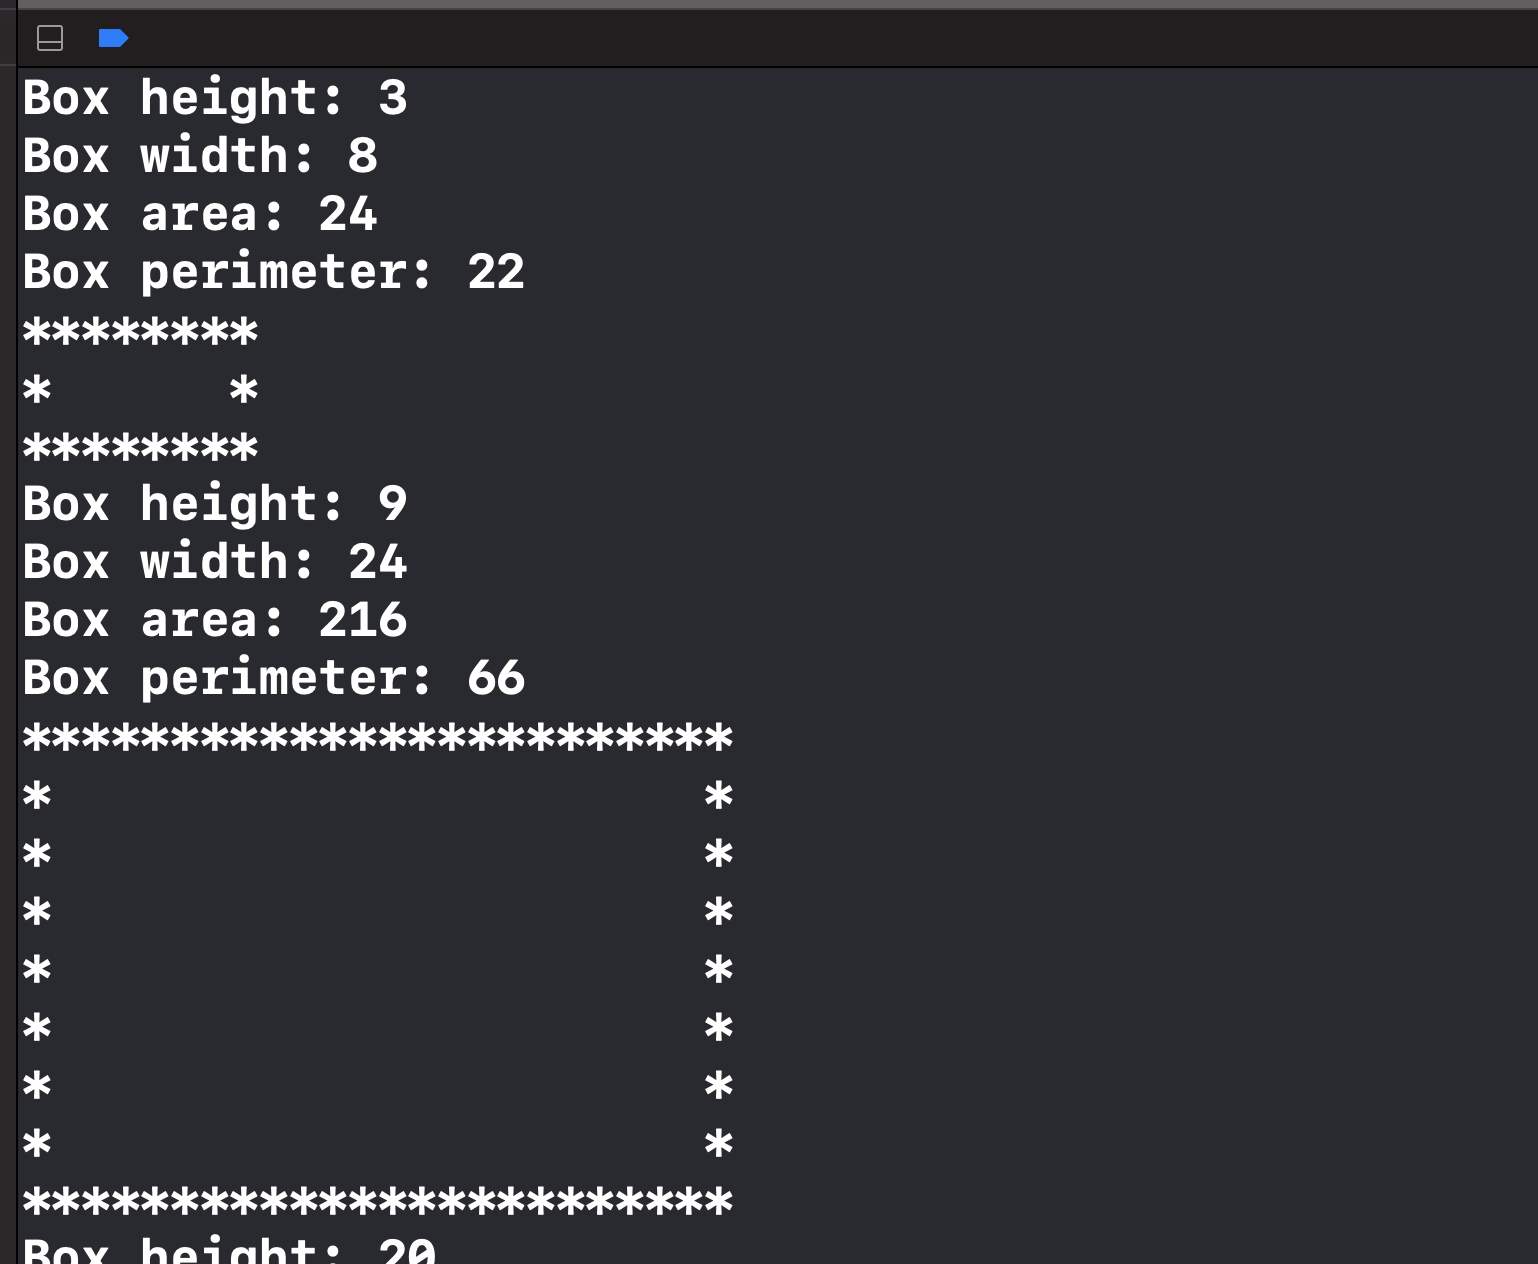 Box height: 3
Box width: 8
Box area: 24
Box perimeter: 22
********
*      *
********
Box height: 9
Box width: 24
Box area: 216
Box perimeter: 66
************************
*                      *
*                      *
*                      *
*                      *
*                      *
*                      *
*                      *
************************
Box height: 20